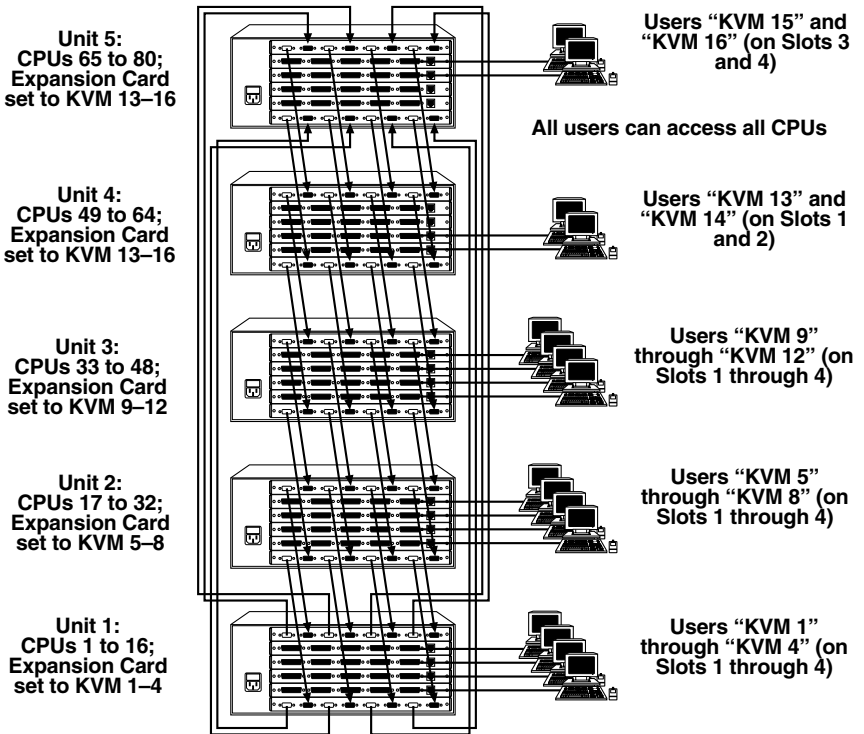 Unit 5:
CPUs 65 to 80;
Expansion Card
set to KVM 13–16
Users “KVM 15” and
“KVM 16” (on Slots 3
and 4)
All users can access all CPUs
Unit 4:
CPUs 49 to 64;
Expansion Card
set to KVM 13–16
Users “KVM 13” and
“KVM 14” (on Slots 1
and 2)
Unit 3:
CPUs 33 to 48;
Expansion Card
set to KVM 9–12
Users “KVM 9”
through “KVM 12” (on
Slots 1 through 4)
Unit 2:
CPUs 17 to 32;
Expansion Card
set to KVM 5–8
Users “KVM 5”
through “KVM 8” (on
Slots 1 through 4)
Unit 1:
CPUs 1 to 16;
Expansion Card
set to KVM 1–4
Users “KVM 1”
through “KVM 4” (on
Slots 1 through 4)